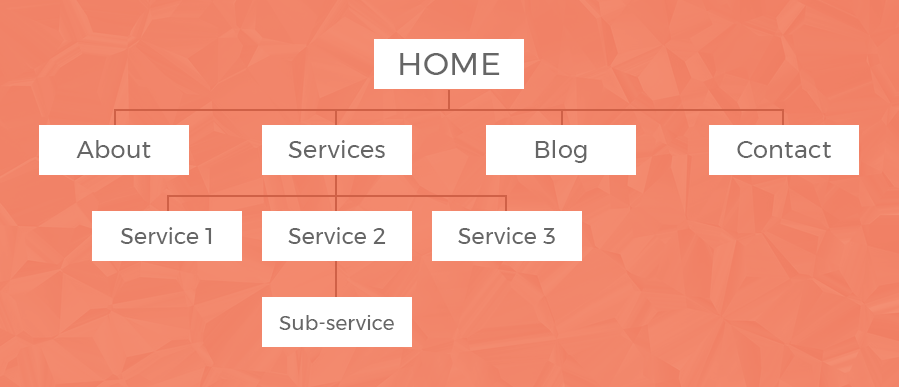 HOME
About
Services
Blog
Contact
Service 1
Service 2
Service 3
Sub-service